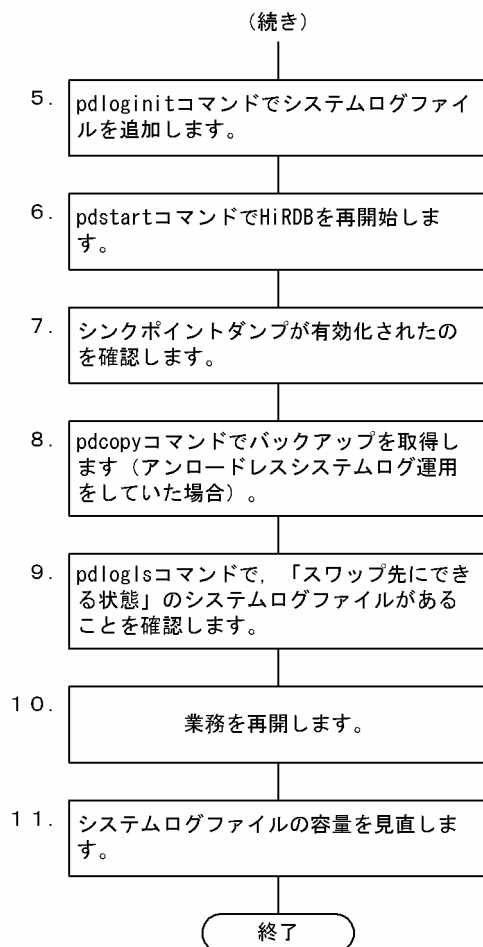 (続き)
５. pdloginitコマンドでシステムログファイ
ルを追加します。
６. pdstartコマンドでHiRDBを再開始しま
す。
７. シンクポイントダンプが有効化されたの
を確認します。
８. pdcopyコマンドでバックアップを取得し
ます（アンロードレスシステムログ運用
をしていた場合）。
９. pdloglsコマンドで，「スワップ先にでき
る状態」のシステムログファイルがある
ことを確認します。
１０. 業務を再開します。
１１. システムログファイルの容量を見直しま
す。
終了